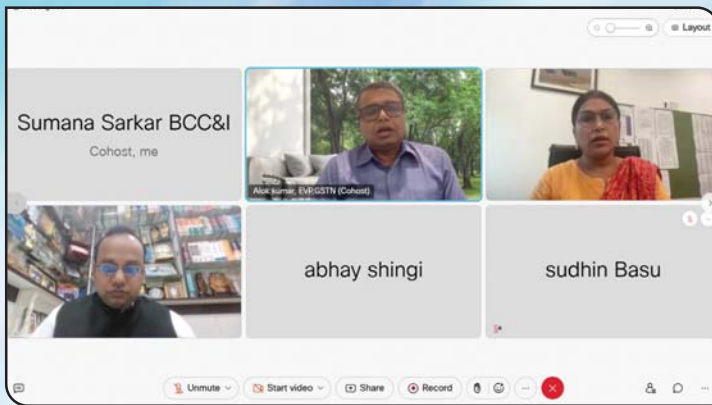 Layout
Sumana Sarkar BCC&I
Cohost, me
Alok kumar, EVP,GSTN (Cohost)
abhay shingi
sudhin Basu
Unmute
Start video
Share
Record